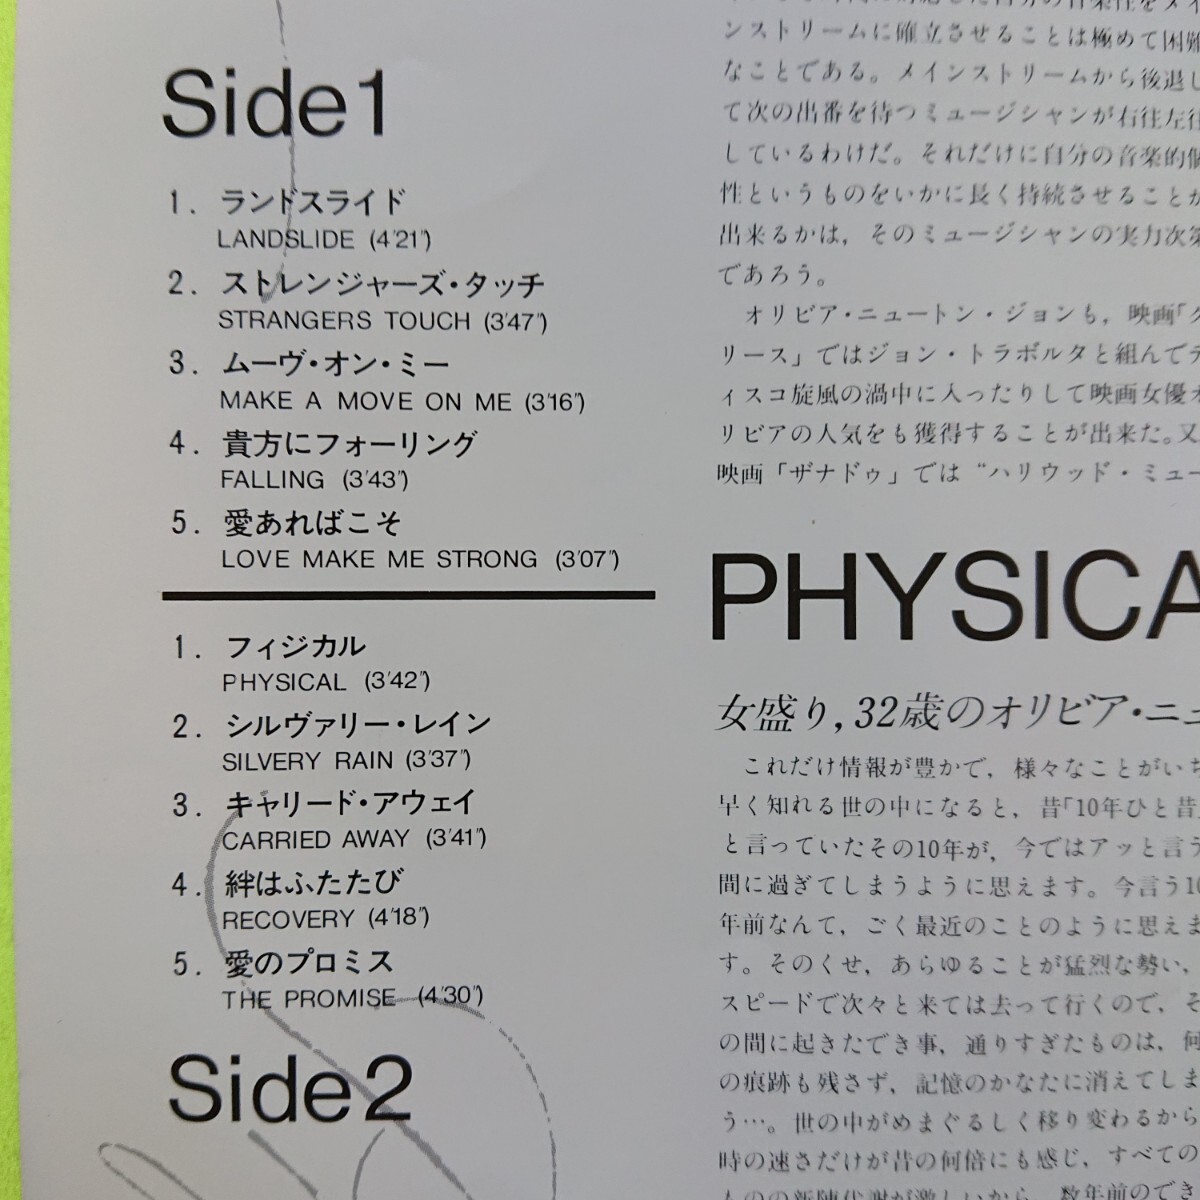 Side1
1. ランドスライド
LANDSLIDE (4'21")
2. ストレンジャーズ・タッチ
STRANGERS TOUCH (3'47")
3. ムーヴ・オン・ミー
MAKE A MOVE ON ME (3'16")
4. 貴方にフォーリング
FALLING (3'43")
5. 愛あればこそ
LOVE MAKE ME STRONG (3'07")
1. フィジカル
PHYSICAL (3'42")
2. シルヴァリー・レイン
SILVERY RAIN (3'37")
3. キャリード・アウェイ
CARRIED AWAY (3'41")
4. 絆はふたたび
RECOVERY (4'18")
5. 愛のプロミス
THE PROMISE (4'30")
Side2
ンストリームに確立させることは極めて困難
なことである。メインストリームから後退し
て次の出番を待つミュージシャンが右往左往
しているわけだ。それだけに自分の音楽的個
性というものをいかに長く持続させることが
出来るかは，そのミュージシャンの実力次第
であろう。
オリビア・ニュートン・ジョンも，映画「グ
リース」ではジョン・トラボルタと組んでデ
ィスコ旋風の渦中に入ったりして映画女優オ
リビアの人気をも獲得することが出来た。又
映画「ザナドゥ」では“ハリウッド・ミュー
PHYSICA
女盛り，32歳のオリビア・ニュ
これだけ情報が豊かで，様々なことがいち
早く知れる世の中になると，昔「10年ひと昔」
と言っていたその10年が，今ではアッと言う
間に過ぎてしまうように思えます。今言う10
年前なんて，ごく最近のことのように思えま
す。そのくせ，あらゆることが猛烈な勢い，
スピードで次々と来ては去って行くので，そ
の間に起きたでき事，通りすぎたものは，何
の痕跡も残さず，記憶のかなたに消えてしま
う…。世の中がめまぐるしく移り変わるから
時の速さだけが昔の何倍にも感じ，すべての
ものの新陳代謝が激しいから，数年前のでき